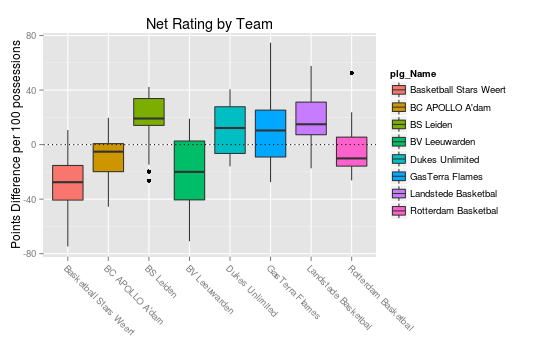 Net Rating by Team
Points Difference per 100 possessions
80
40
0
-40
-80
Basketball Stars Weert
BC APOLLO A'dam
BS Leiden
BV Leeuwarden
Dukes Unlimited
GasTerra Flames
Landstede Basketbal
Rotterdam Basketbal
plg_Name
Basketball Stars Weert
BC APOLLO A'dam
BS Leiden
BV Leeuwarden
Dukes Unlimited
GasTerra Flames
Landstede Basketbal
Rotterdam Basketbal